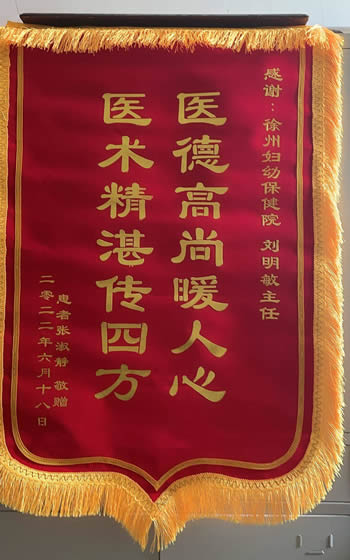 感谢：徐州妇幼保健院 刘明敏主任
医德高尚暖人心
医术精湛传四方
患者张淑静 敬赠
二零二二年六月十八日